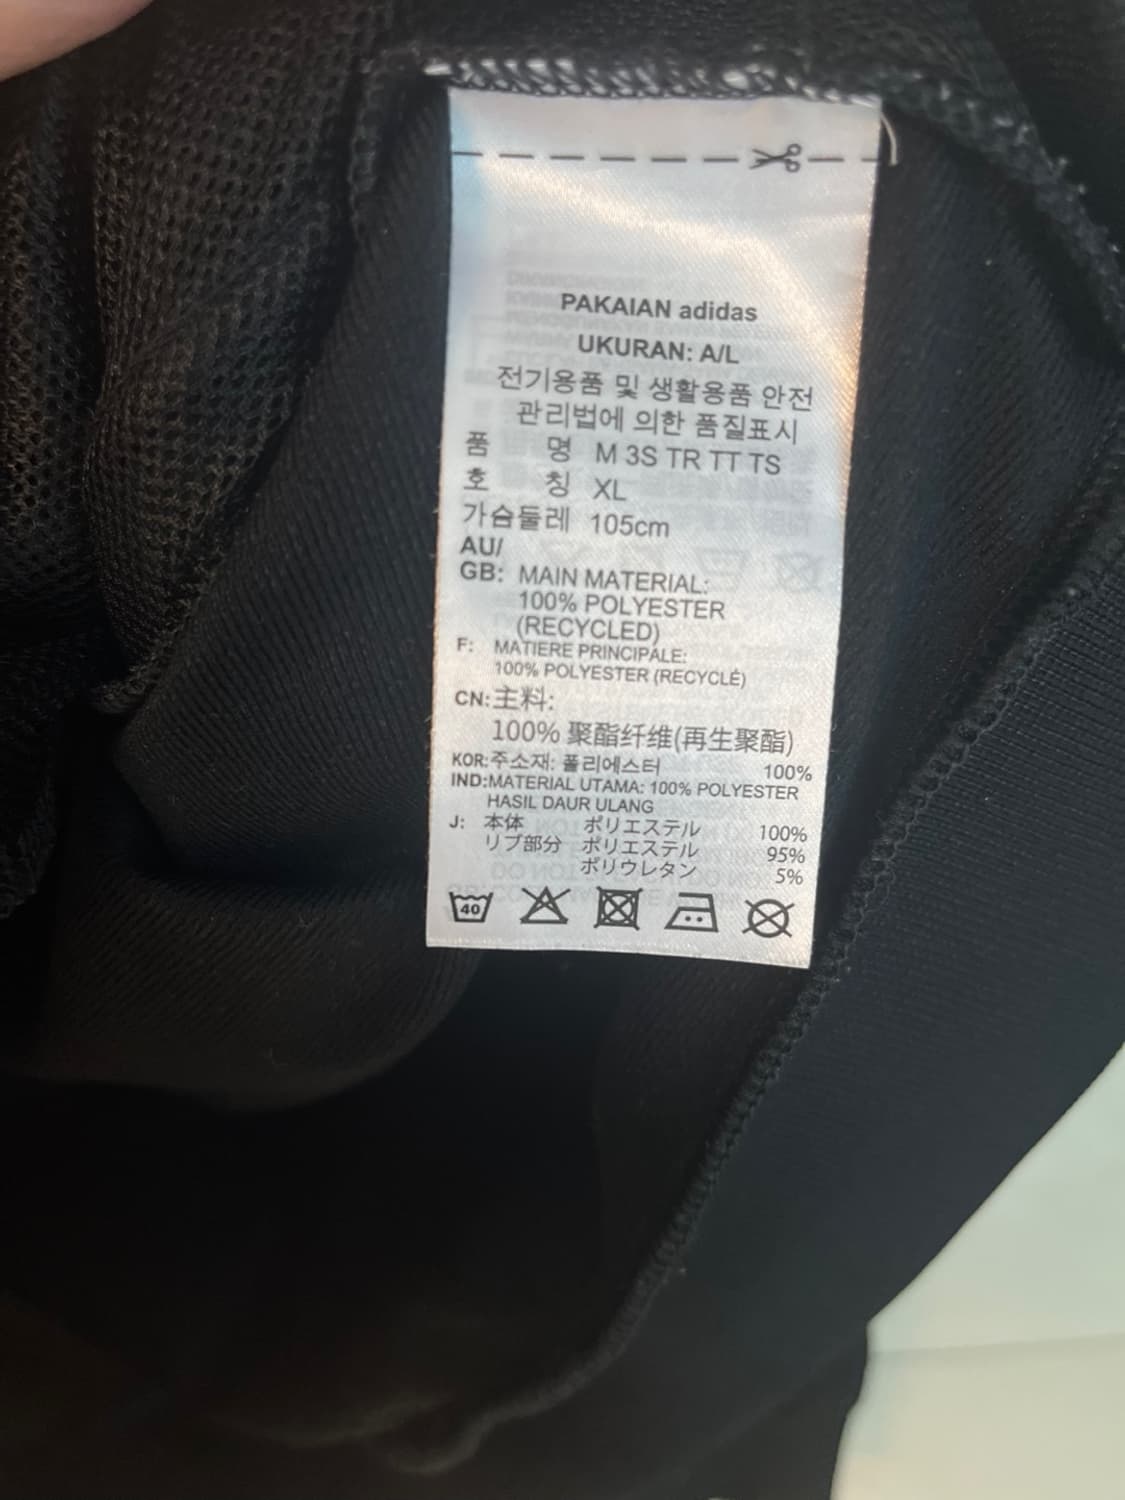 PAKAIAN adidas
UKURAN: A/L
전기용품 및 생활용품 안전
관리법에 의한 품질표시
품 명 M 3S TR TT TS
호 칭 XL
가슴둘레 105cm
AU/
GB: MAIN MATERIAL:
100% POLYESTER
(RECYCLED)
F: MATIERE PRINCIPALE:
100% POLYESTER (RECYCLÉ)
CN:主料:
100% 聚酯纤维(再生聚酯)
KOR:주소재: 폴리에스터 100%
IND:MATERIAL UTAMA: 100% POLYESTER
HASIL DAUR ULANG
J: 本体 ポリエステル 100%
リブ部分 ポリエステル 95%
ポリウレタン 5%
40